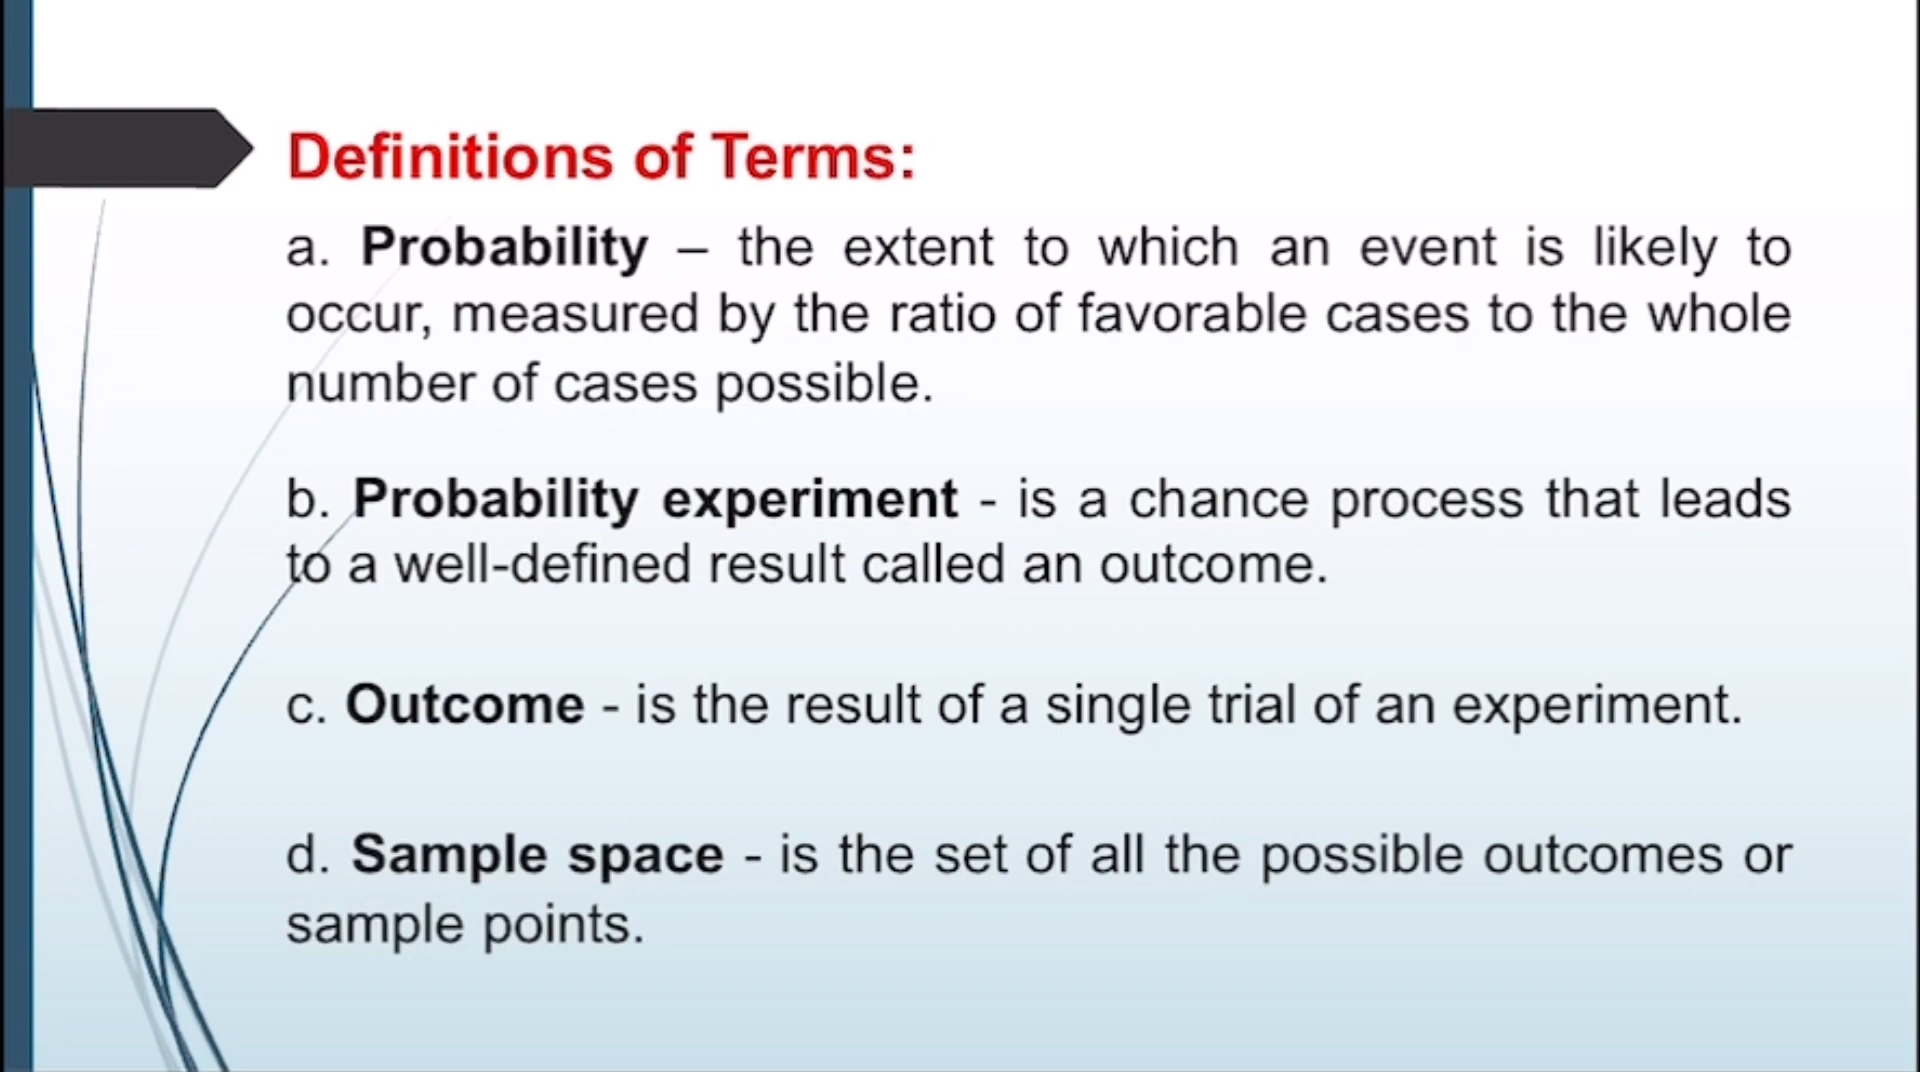 Definitions of Terms:
a. Probability – the extent to which an event is likely to
occur, measured by the ratio of favorable cases to the whole
number of cases possible.
b. Probability experiment - is a chance process that leads
to a well-defined result called an outcome.
c. Outcome - is the result of a single trial of an experiment.
d. Sample space - is the set of all the possible outcomes or
sample points.